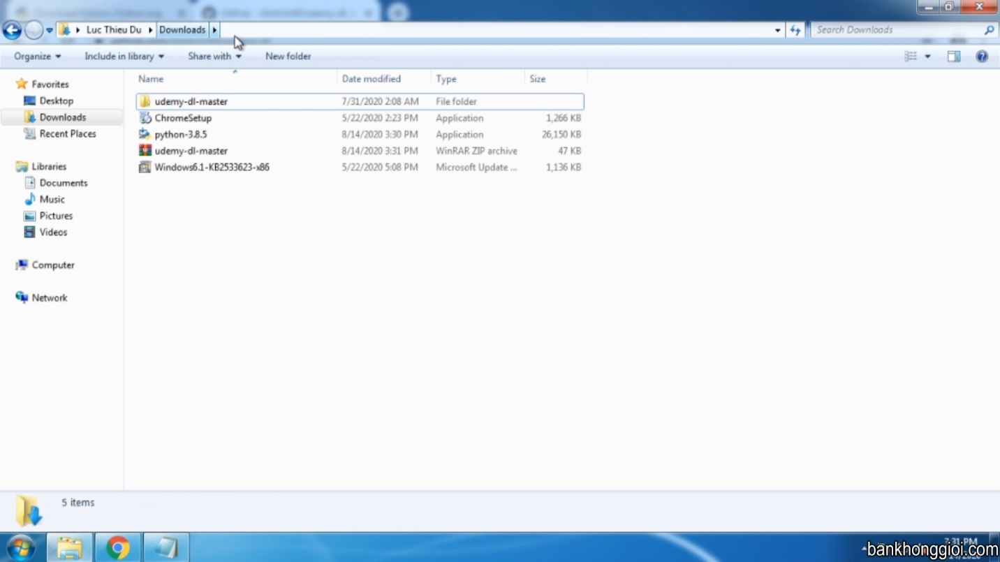 Luc Thieu Du Downloads Search Downloads
Organize Include in library Share with New folder
Name Date modified Type Size
Favorites
Desktop
Downloads
Recent Places
Libraries
Documents
Music
Pictures
Videos
Computer
Network
udemy-dl-master 7/31/2020 2:08 AM File folder
ChromeSetup 5/22/2020 2:23 PM Application 1,266 KB
python-3.8.5 8/14/2020 3:30 PM Application 26,150 KB
udemy-dl-master 8/14/2020 3:31 PM WinRAR ZIP archive 47 KB
Windows6.1-KB2533623-x86 5/22/2020 5:08 PM Microsoft Update ... 1,136 KB
5 items
3:31 PM
bankhonggioi.com